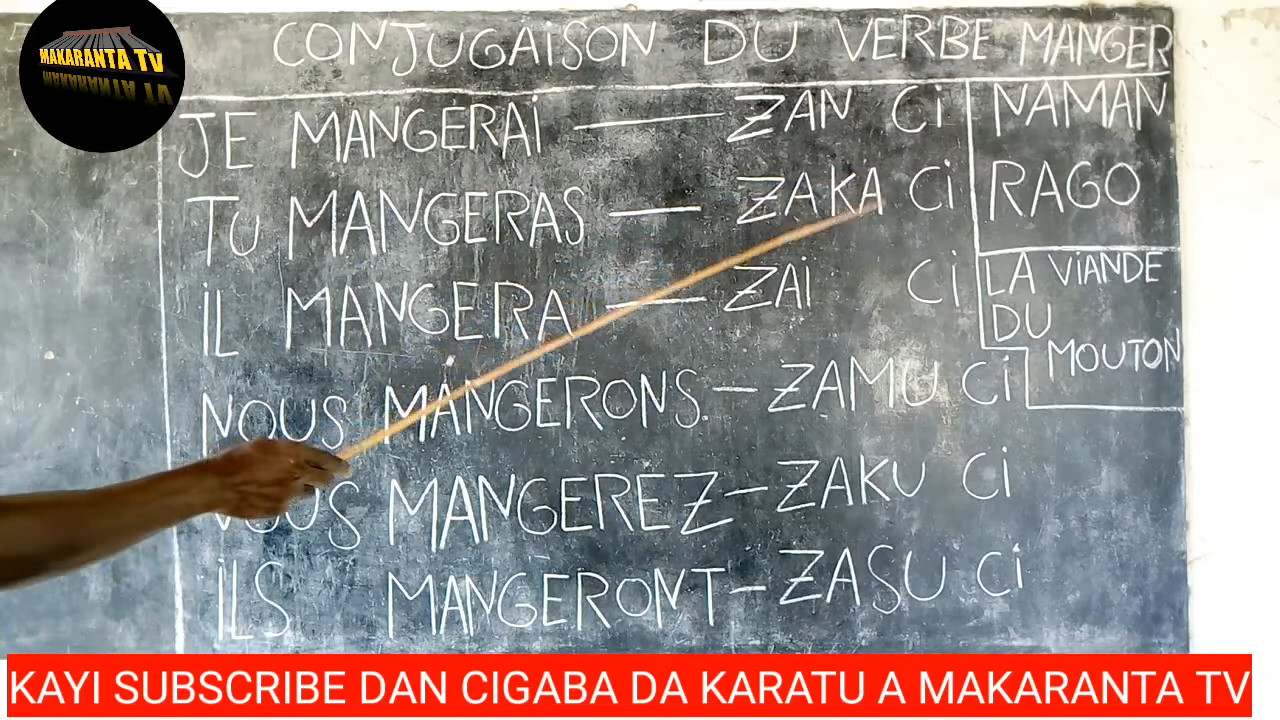 MAKARANTA TV
CONJUGAISON DU VERBE MANGER
JE MANGERAi — ZAN Ci
TU MANGERAS — ZAKA Ci
iL MANGERA — ZAi Ci
NOUS MANGERONS — ZAMU Ci
VOUS MANGEREZ — ZAKU Ci
iLS MANGERONT — ZASU Ci
NAMAN
RAGO
LA ViANDE
DU
MOUTON
KAYI SUBSCRIBE DAN CIGABA DA KARATU A MAKARANTA TV